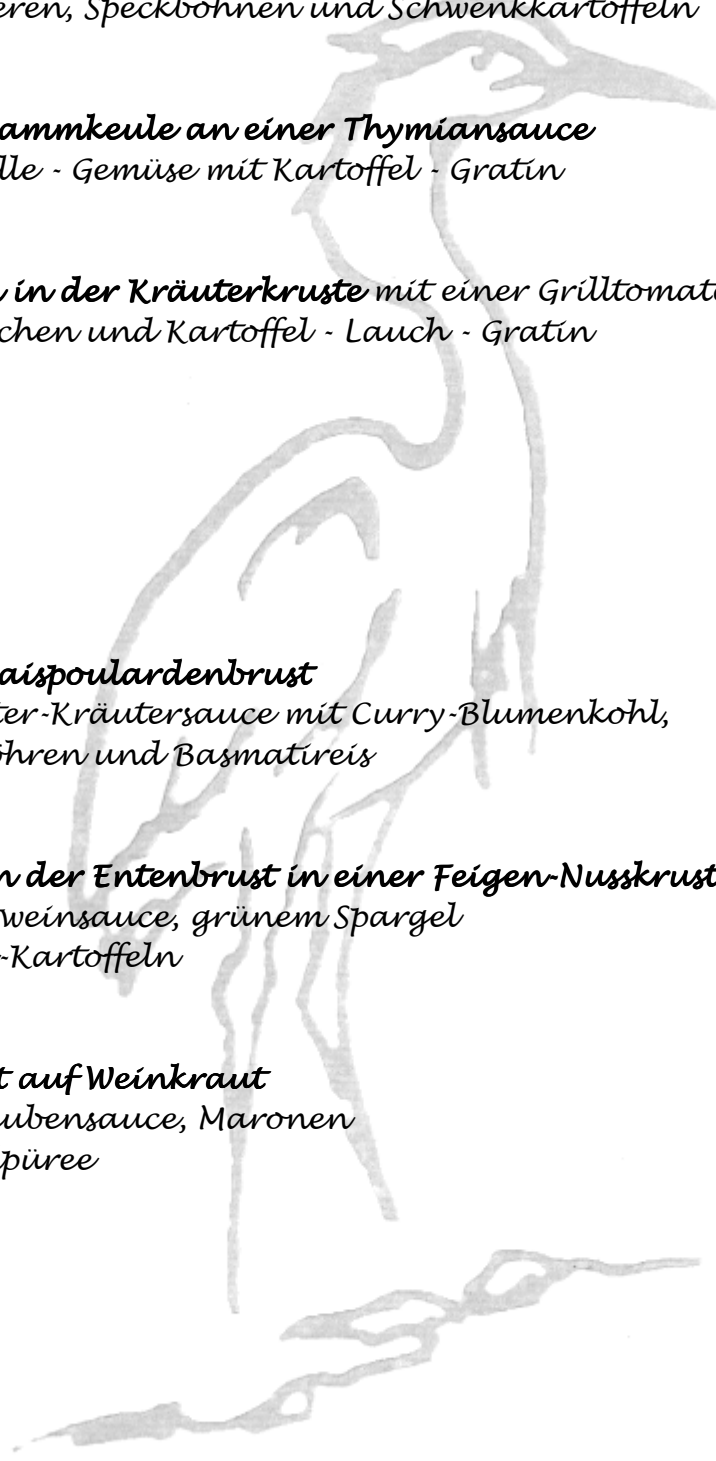 eren, Speckbohnen und Schwenkkartoffeln
ammkeule an einer Thymiansauce
lle - Gemüse mit Kartoffel - Gratin
in der Kräuterkruste mit einer Grilltomate
chen und Kartoffel - Lauch - Gratin
aispoulardenbrust
ter-Kräutersauce mit Curry-Blumenkohl,
öhren und Basmatireis
n der Entenbrust in einer Feigen-Nusskrust
weinsauce, grünem Spargel
-Kartoffeln
t auf Weinkraut
ubensauce, Maronen
püree